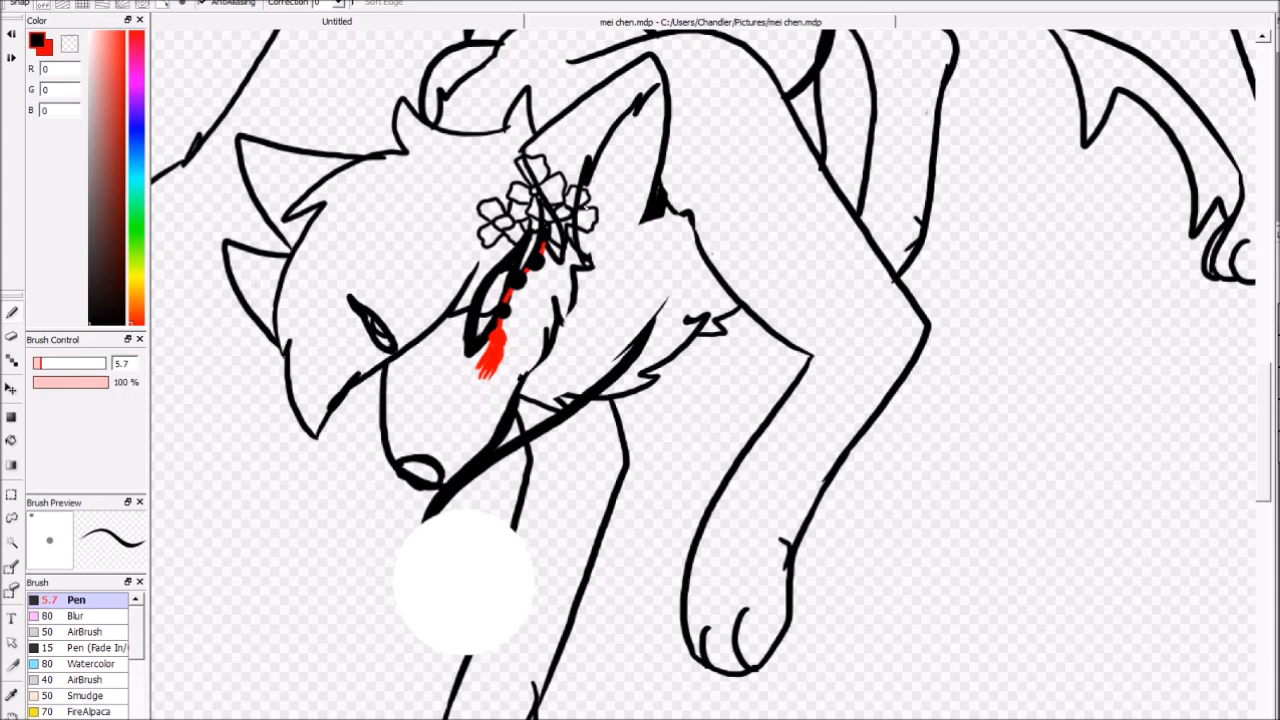 Snap off AntiAliasing Correction 0 Soft Edge
Untitled
mei chen.mdp - C:/Users/Chandler/Pictures/mei chen.mdp
Color
R 0
G 0
B 0
Brush Control
5.7
100 %
Brush Preview
Brush
5.7 Pen
80 Blur
50 AirBrush
15 Pen (Fade In/
80 Watercolor
40 AirBrush
50 Smudge
70 FireAlpaca
T